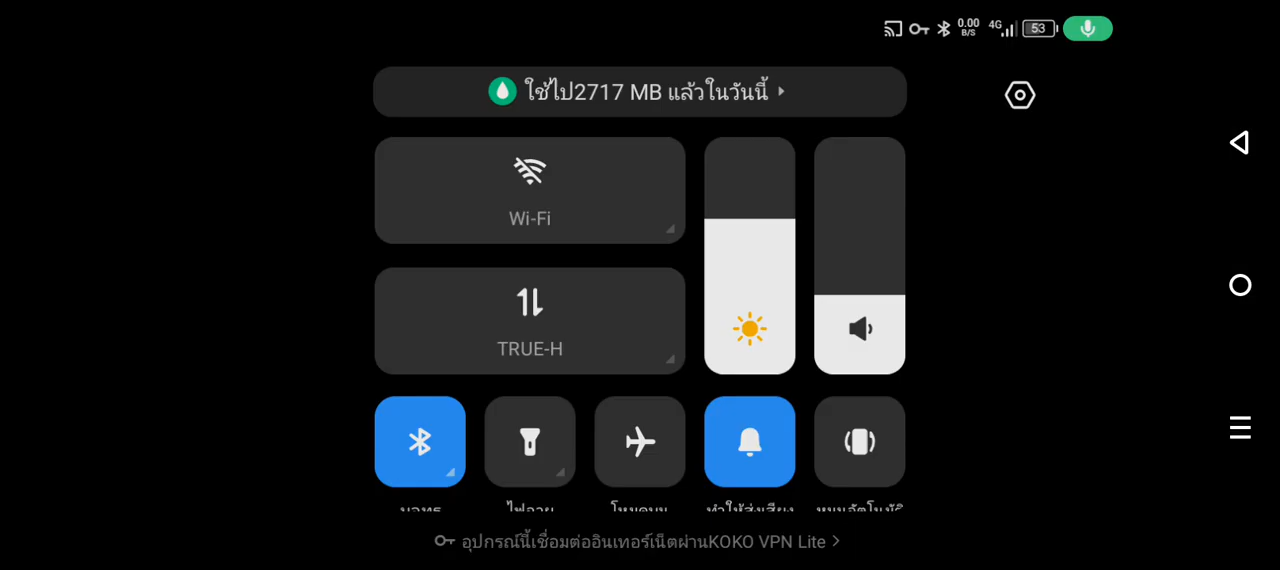 0.00
B/S
4G
53
ใช้ไป2717 MB แล้วในวันนี้
Wi-Fi
TRUE-H
อุปกรณ์นี้เชื่อมต่ออินเทอร์เน็ตผ่านKOKO VPN Lite